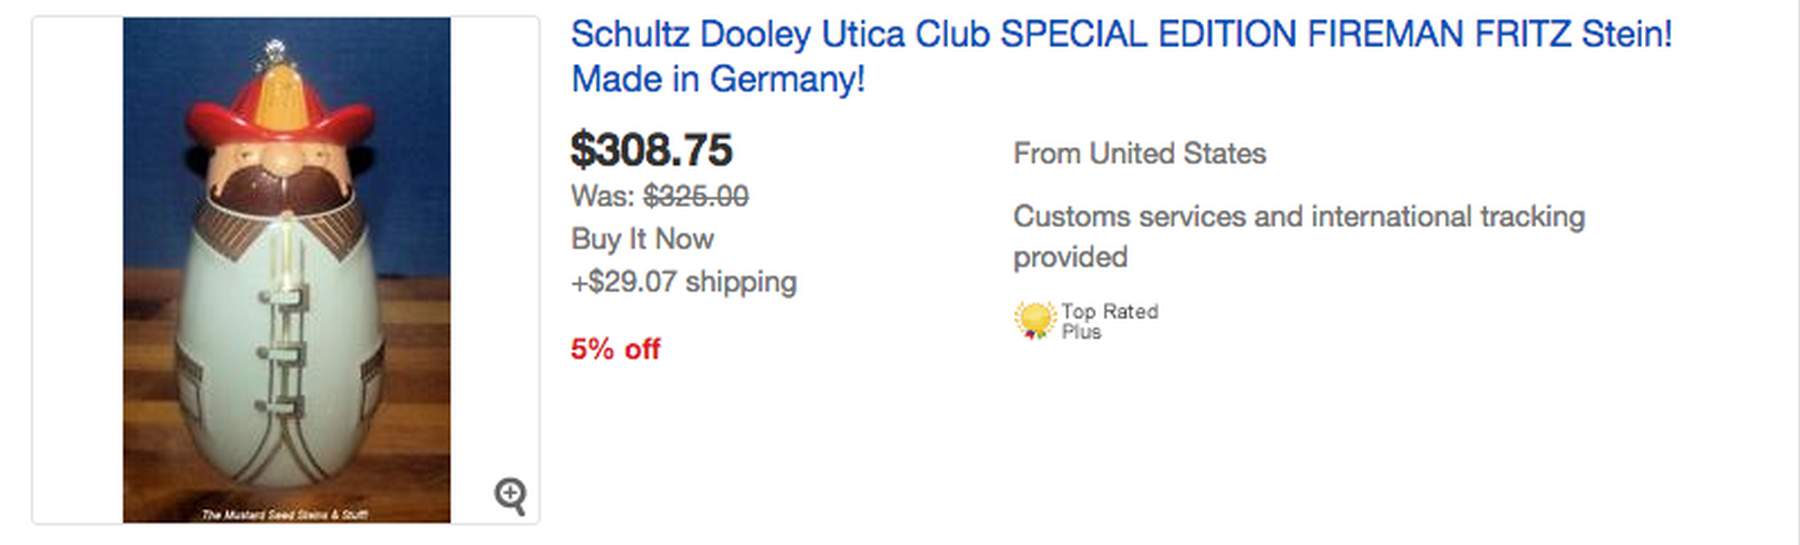 Schultz Dooley Utica Club SPECIAL EDITION FIREMAN FRITZ Stein!
Made in Germany!
$308.75
Was: $325.00
Buy It Now
+$29.07 shipping
5% off
From United States
Customs services and international tracking
provided
Top Rated
Plus
The Mustard Seed Steins & Stuff!